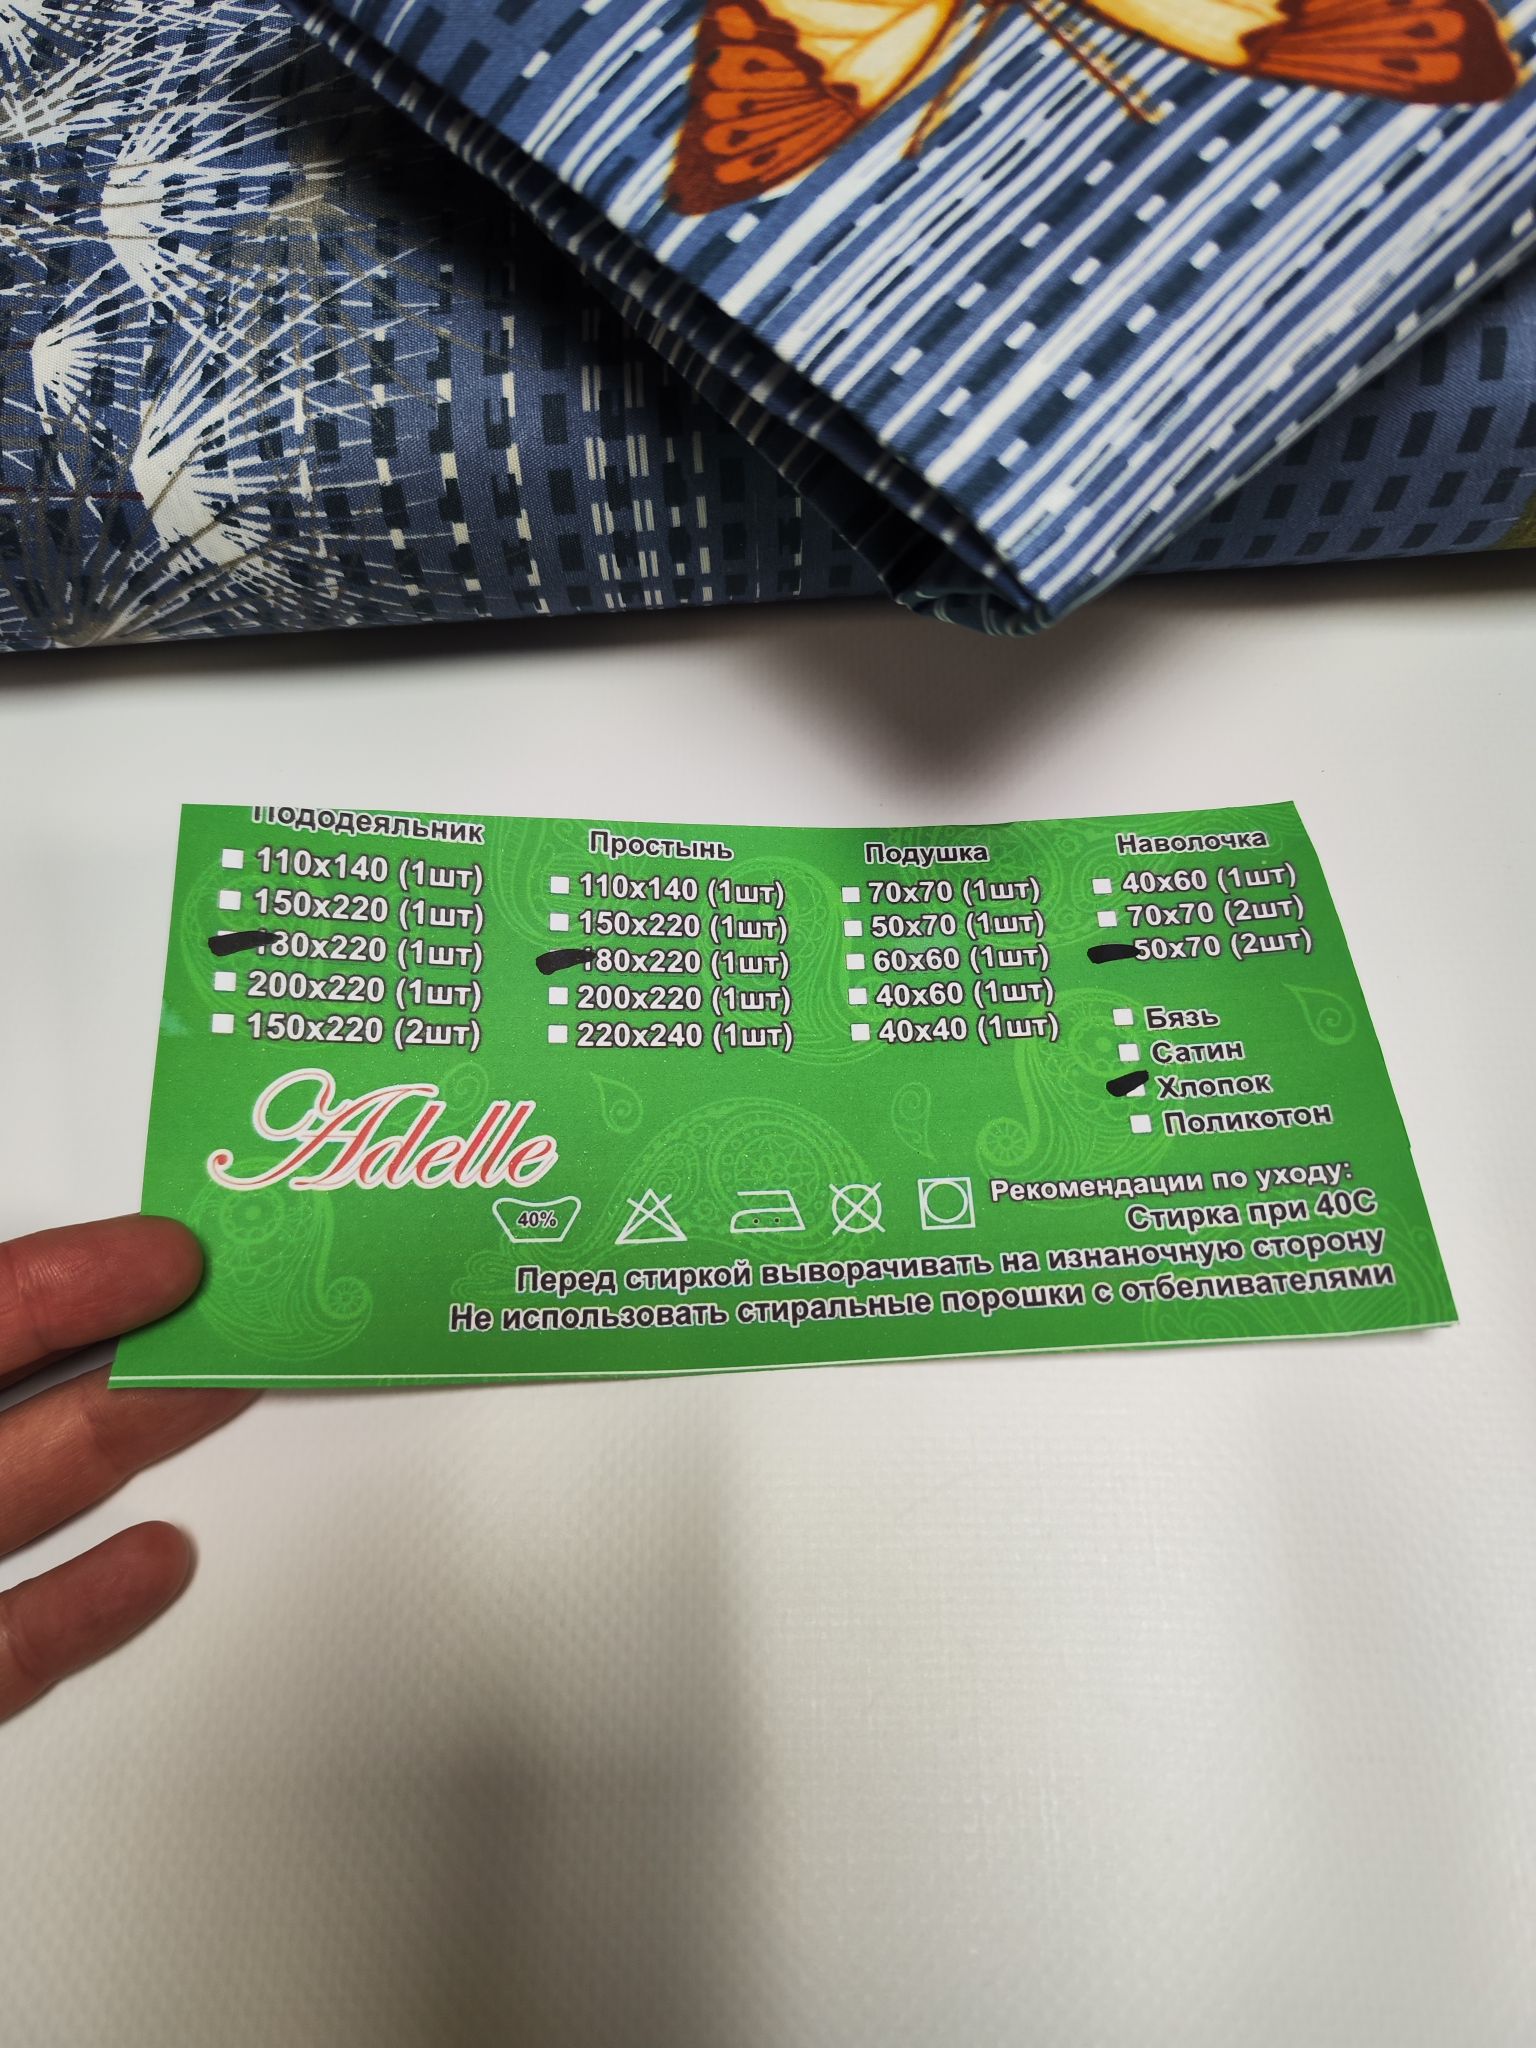 Пододеяльник
110х140 (1шт)
150х220 (1шт)
180х220 (1шт)
200х220 (1шт)
150х220 (2шт)
Простынь
110х140 (1шт)
150х220 (1шт)
180х220 (1шт)
200х220 (1шт)
220х240 (1шт)
Подушка
70х70 (1шт)
50х70 (1шт)
60х60 (1шт)
40х60 (1шт)
40х40 (1шт)
Наволочка
40х60 (1шт)
70х70 (2шт)
50х70 (2шт)
Бязь
Сатин
Хлопок
Поликотон
Adelle
40%
Рекомендации по уходу:
Стирка при 40С
Перед стиркой выворачивать на изнаночную сторону
Не использовать стиральные порошки с отбеливателями